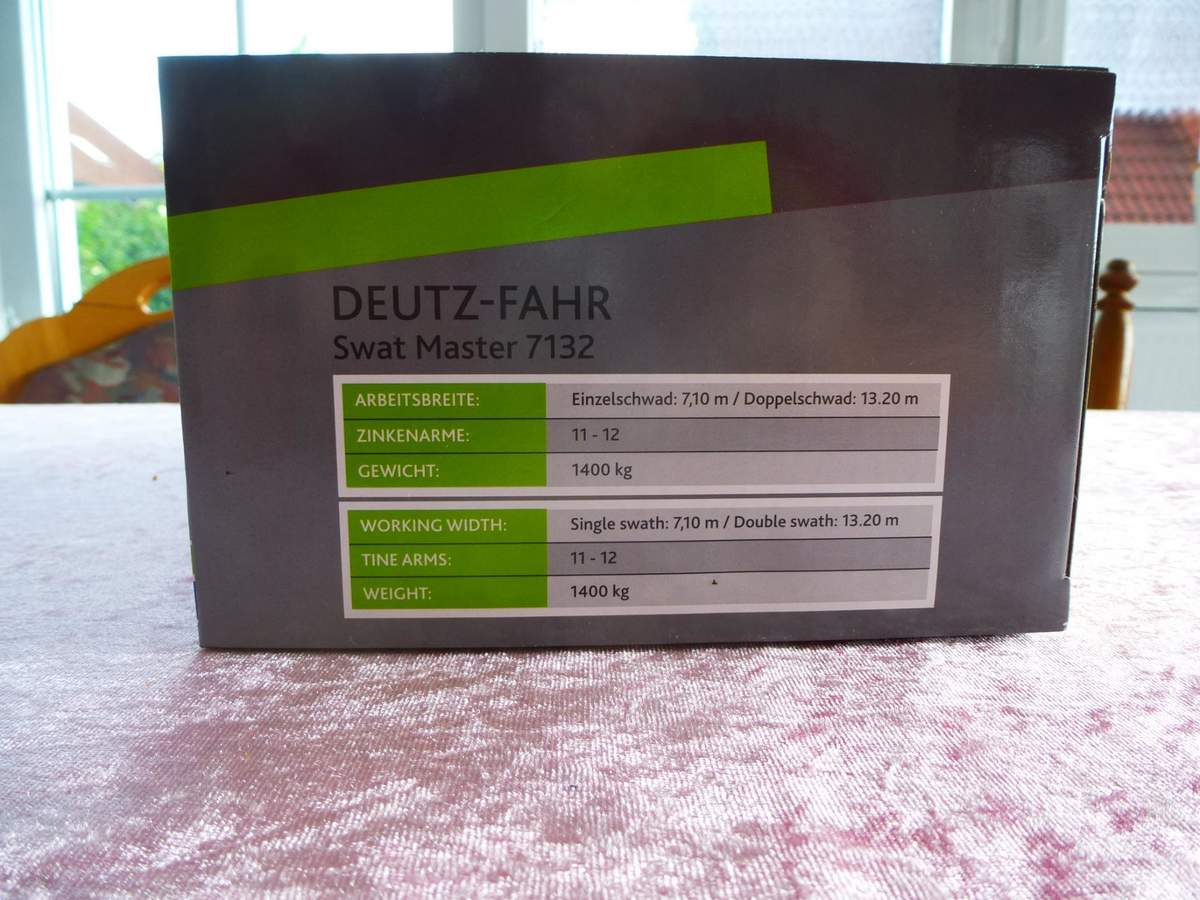 DEUTZ-FAHR
Swat Master 7132
ARBEITSBREITE: Einzelschwad: 7,10 m / Doppelschwad: 13.20 m
ZINKENARME: 11 - 12
GEWICHT: 1400 kg
WORKING WIDTH: Single swath: 7,10 m / Double swath: 13.20 m
TINE ARMS: 11 - 12
WEIGHT: 1400 kg